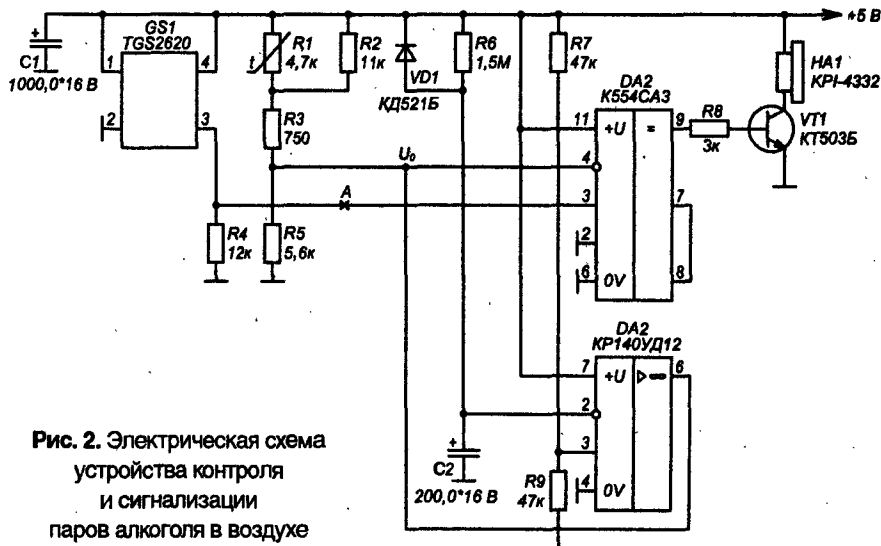 GS1
TGS2620
+
C1
1000,0*16 В
1
4
2
3
t
R1
4,7к
R2
11к
R3
750
VD1
КД521Б
R6
1,5М
R7
47к
+5 В
HA1
KPI-4332
DA2
К554СА3
11
+U
=
9
R8
3к
VT1
КТ503Б
U₀
4
A
3
7
2
8
6
0V
R4
12к
R5
5,6к
DA2
КР140УД12
7
+U
▷∞
6
2
3
+
C2
200,0*16 В
R9
47к
4
0V
Рис. 2. Электрическая схема
устройства контроля
и сигнализации
паров алкоголя в воздухе